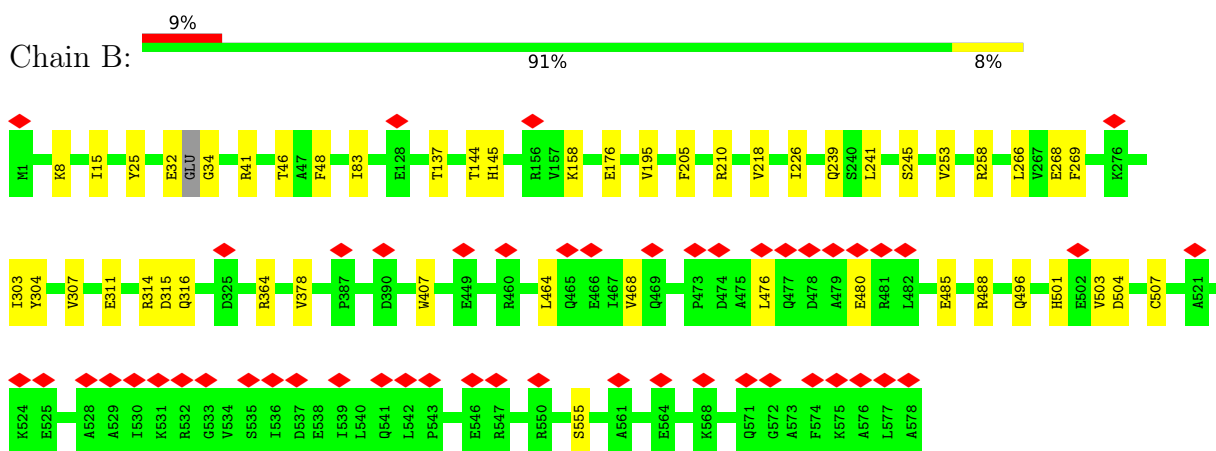 9%
Chain B:
91% 8%
M1 K8 I15 Y25 E32 GLU G34 R41 T46 A47 F48 I83 E128 T137 T144 H145 R156 V157 K158 E176 V195 F205 R210 V218 I226 Q239 S240 L241 S245 V253 R258 L266 V267 E268 F269 K276
I303 Y304 V307 E311 R314 D315 Q316 D325 R364 V378 P387 D390 W407 E449 R460 L464 Q465 E466 I467 V468 Q469 P473 D474 A475 L476 Q477 D478 A479 E480 R481 L482 E485 R488 Q496 H501 E502 V503 D504 C507 A521
K524 E525 A528 A529 I530 K531 R532 G533 V534 S535 I536 D537 E538 I539 L540 Q541 L542 P543 E546 R547 R550 S555 A561 E564 K568 Q571 G572 A573 F574 K575 A576 L577 A578